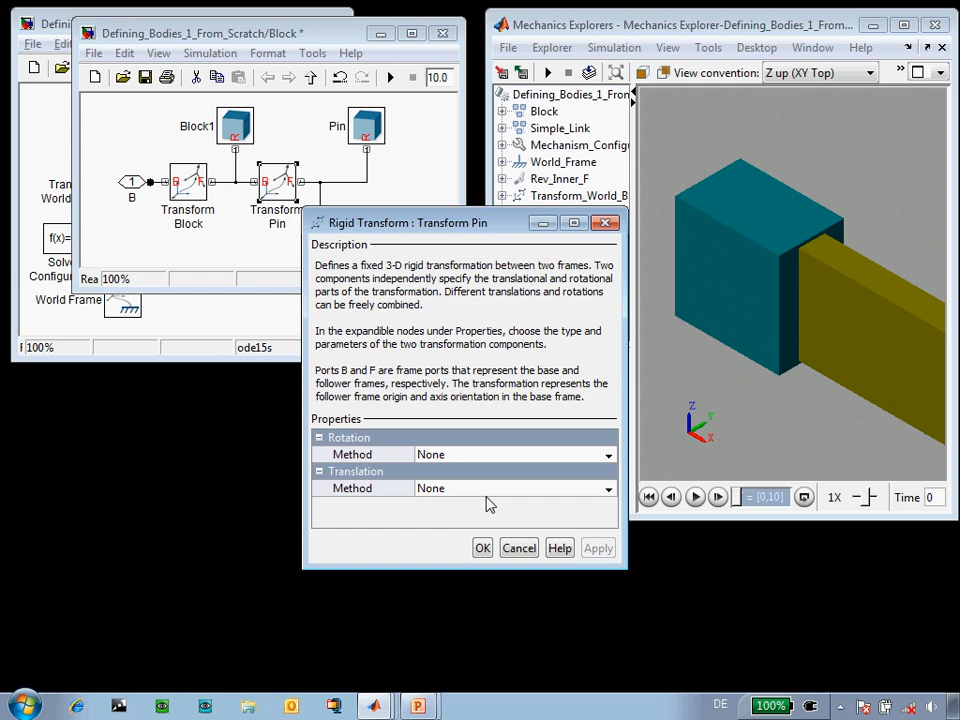 Defini
File Edi
Tran
World
f(x)=
Solve
Configur
World Frame
100%
ode15s
Defining_Bodies_1_From_Scratch/Block *
File Edit View Simulation Format Tools Help
10.0
Block1
R
Pin
R
1
B
B F
Transform
Block
B F
Transform
Pin
Rea 100%
Rigid Transform : Transform Pin
Description
Defines a fixed 3-D rigid transformation between two frames. Two
components independently specify the translational and rotational
parts of the transformation. Different translations and rotations
can be freely combined.
In the expandible nodes under Properties, choose the type and
parameters of the two transformation components.
Ports B and F are frame ports that represent the base and
follower frames, respectively. The transformation represents the
follower frame origin and axis orientation in the base frame.
Properties
Rotation
Method None
Translation
Method None
OK Cancel Help Apply
Mechanics Explorers - Mechanics Explorer-Defining_Bodies_1_From...
File Explorer Simulation View Tools Desktop Window Help
View convention: Z up (XY Top) »
Defining_Bodies_1_From
Block
Simple_Link
Mechanism_Configu
World_Frame
Rev_Inner_F
Transform_World_B
Z
Y
X
= [0,10] 1X Time 0
DE 100%